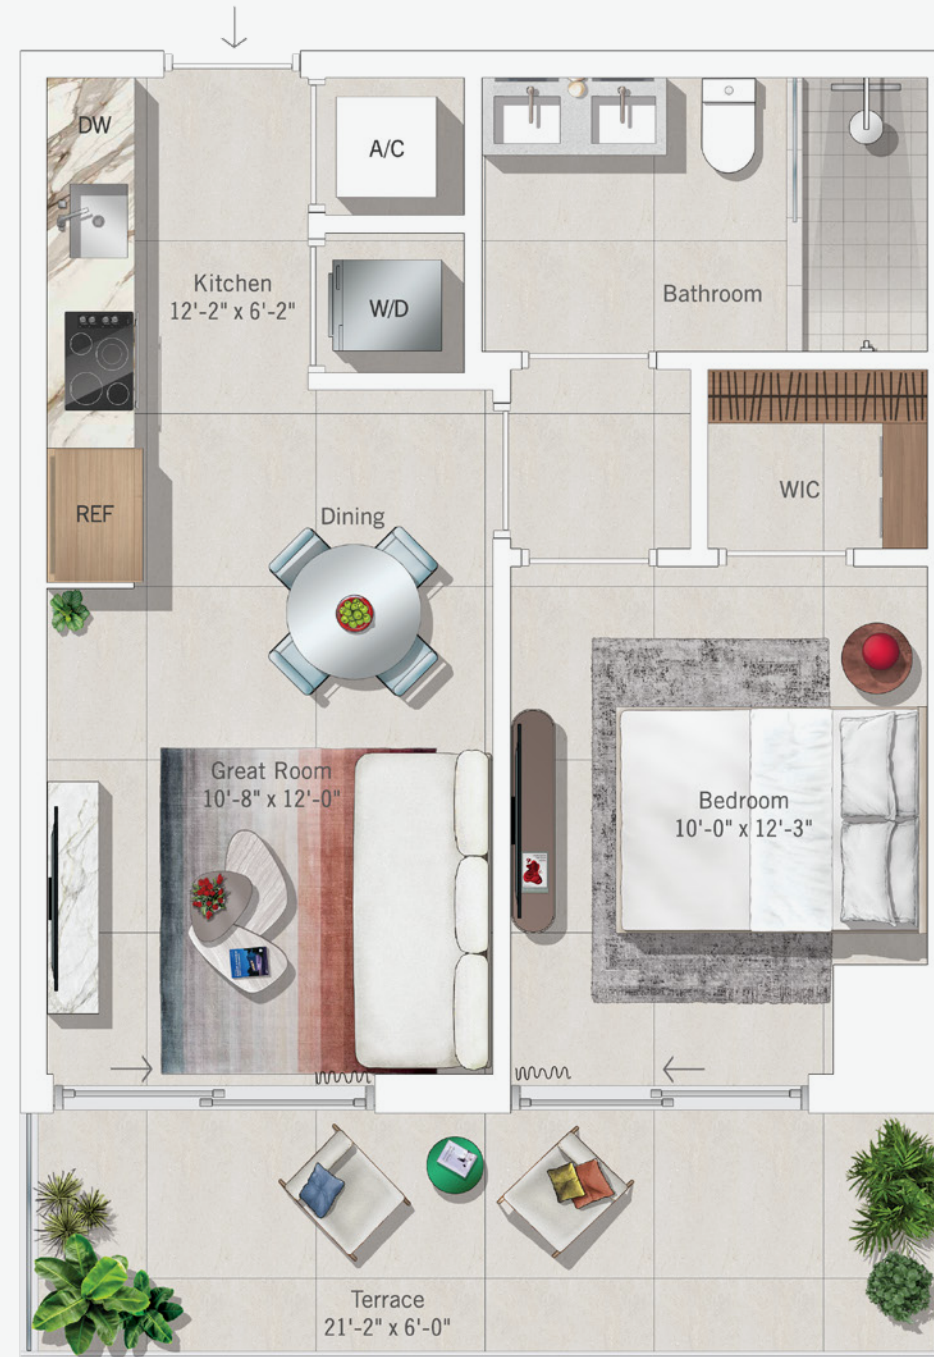 DW
A/C
Kitchen
12'-2" x 6'-2"
W/D
Bathroom
REF
Dining
WIC
Great Room
10'-8" x 12'-0"
Bedroom
10'-0" x 12'-3"
Terrace
21'-2" x 6'-0"